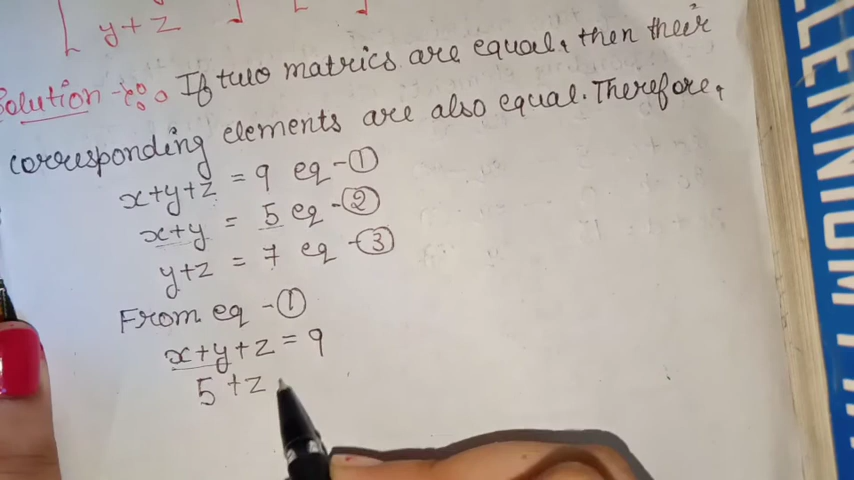 y+z
Solution -: If two matrics are equal, then their
corresponding elements are also equal. Therefore,
x+y+z = 9 eq-①
x+y = 5 eq-②
y+z = 7 eq-③
From eq-①
x+y+z = 9
5+z